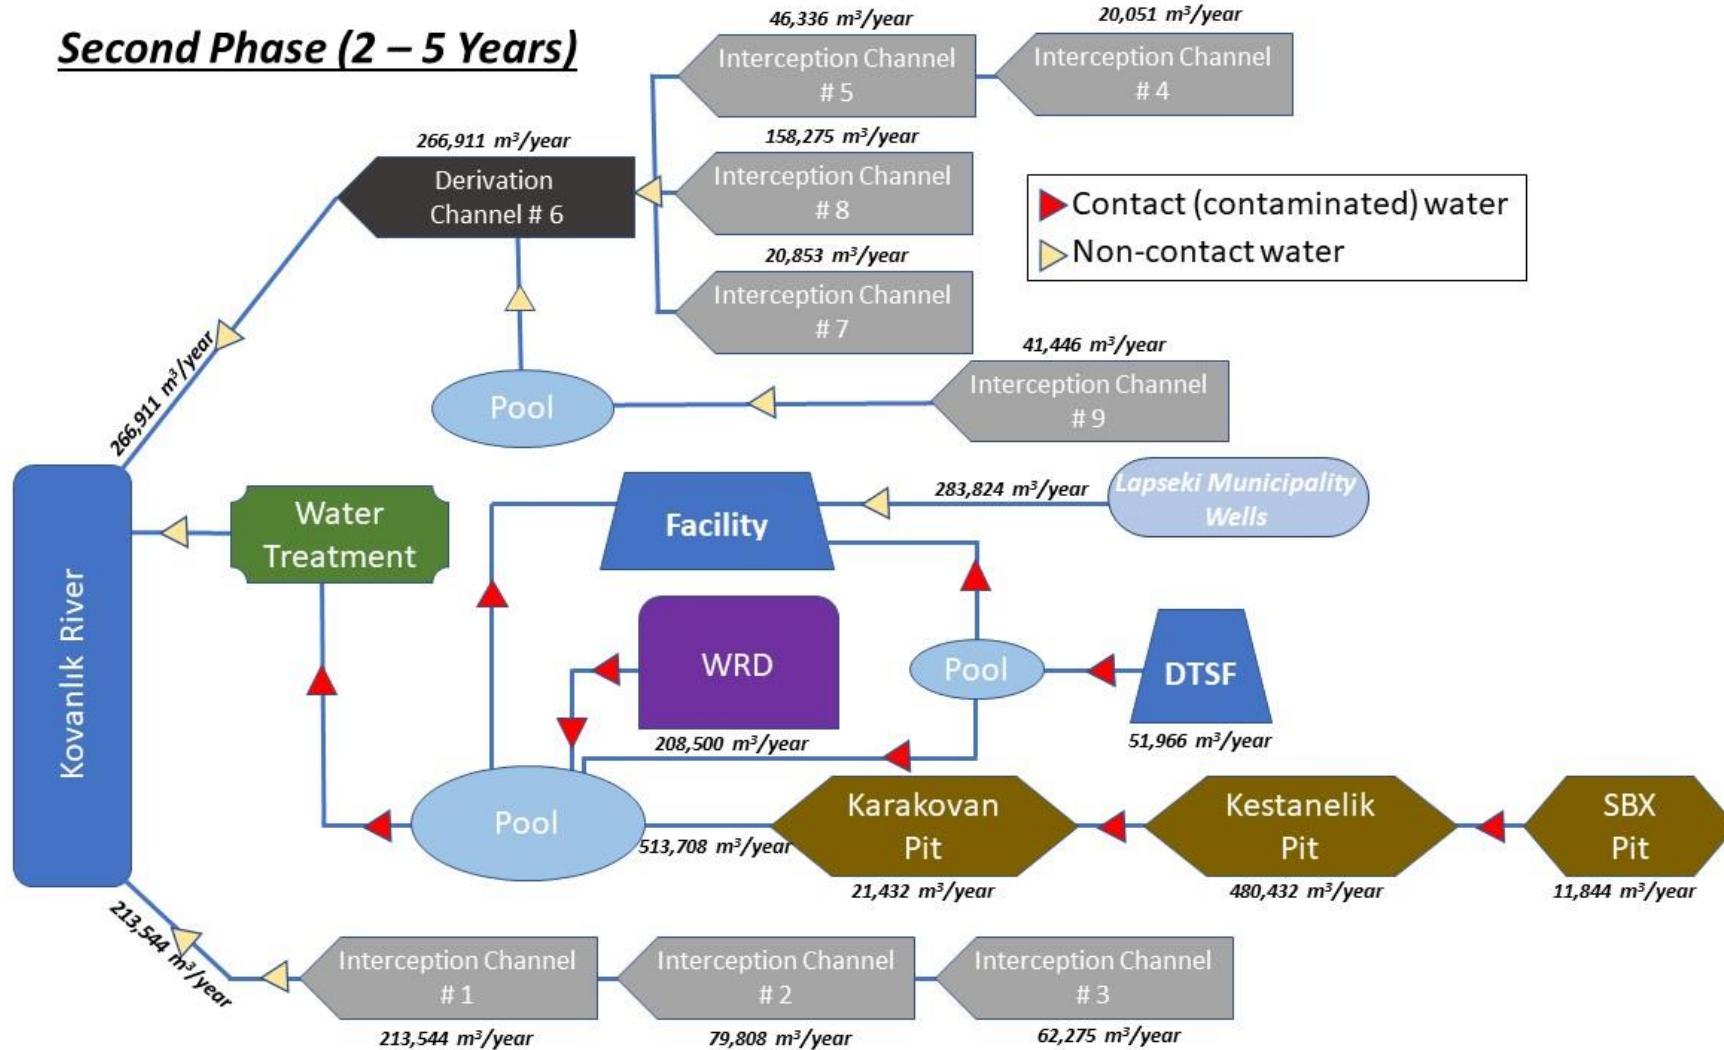 Second Phase (2 – 5 Years)
46,336 m³/year
20,051 m³/year
Interception Channel
# 5
Interception Channel
# 4
266,911 m³/year
158,275 m³/year
Derivation
Channel # 6
Interception Channel
# 8
Contact (contaminated) water
Non-contact water
20,853 m³/year
Interception Channel
# 7
41,446 m³/year
266,911 m³/year
Pool
Interception Channel
# 9
Lapseki Municipality
Wells
283,824 m³/year
Water
Treatment
Facility
Kovanlık River
WRD
Pool
DTSF
208,500 m³/year
51,966 m³/year
Pool
513,708 m³/year
Karakovan
Pit
Kestanelik
Pit
SBX
Pit
21,432 m³/year
480,432 m³/year
11,844 m³/year
213,544 m³/year
Interception Channel
# 1
Interception Channel
# 2
Interception Channel
# 3
213,544 m³/year
79,808 m³/year
62,275 m³/year